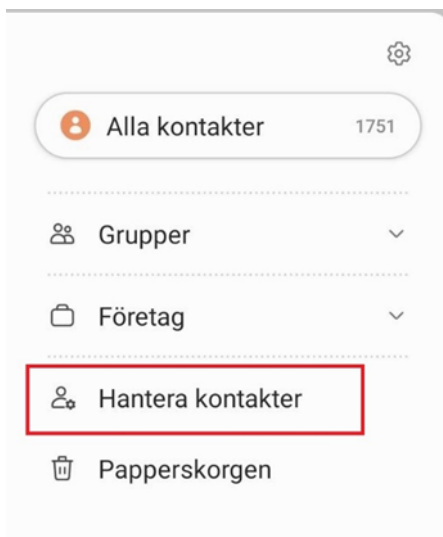 Alla kontakter 1751
Grupper
Företag
Hantera kontakter
Papperskorgen